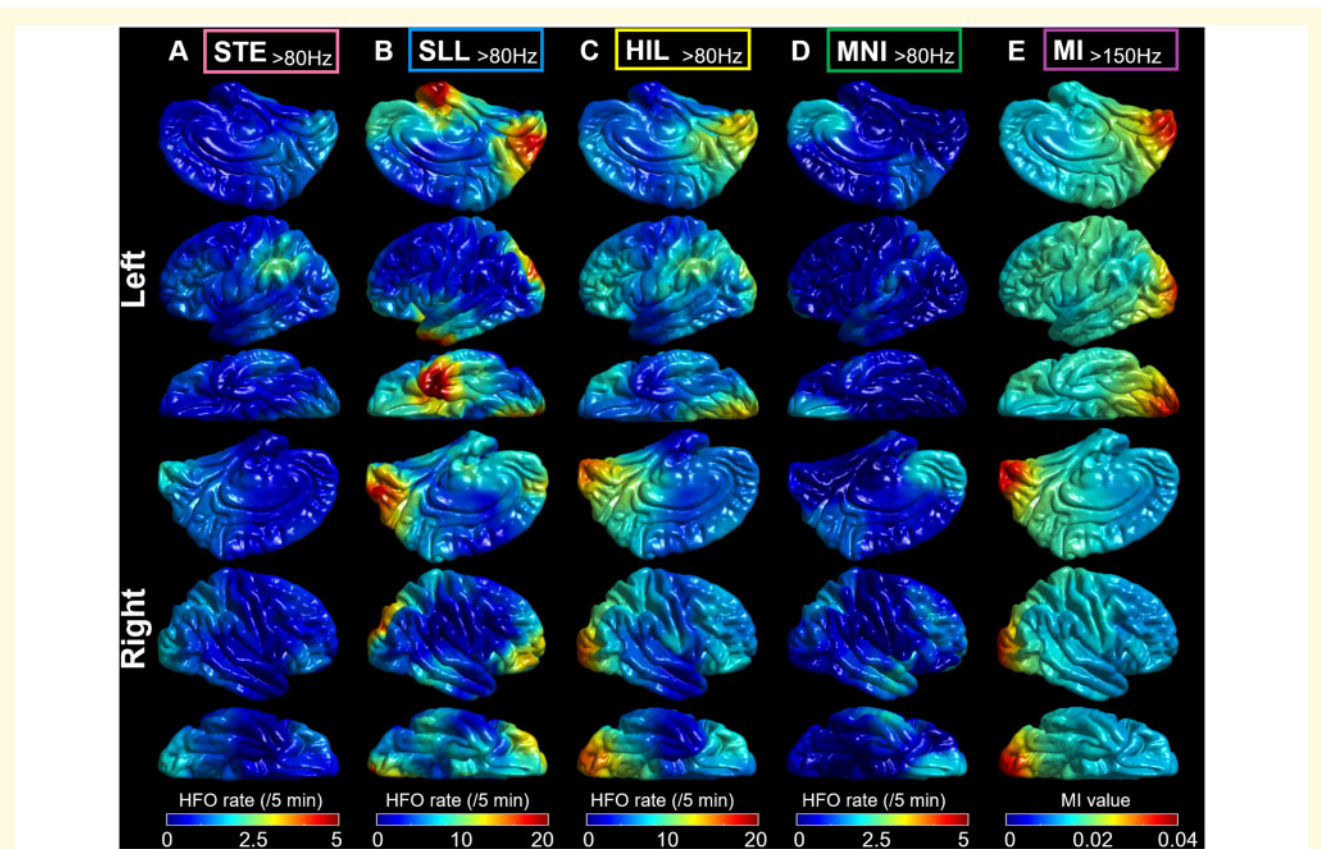 A STE >80Hz B SLL >80Hz C HIL >80Hz D MNI >80Hz E MI >150Hz
Left
Right
HFO rate (/5 min) HFO rate (/5 min) HFO rate (/5 min) HFO rate (/5 min) MI value
0 2.5 5 0 10 20 0 10 20 0 2.5 5 0 0.02 0.04